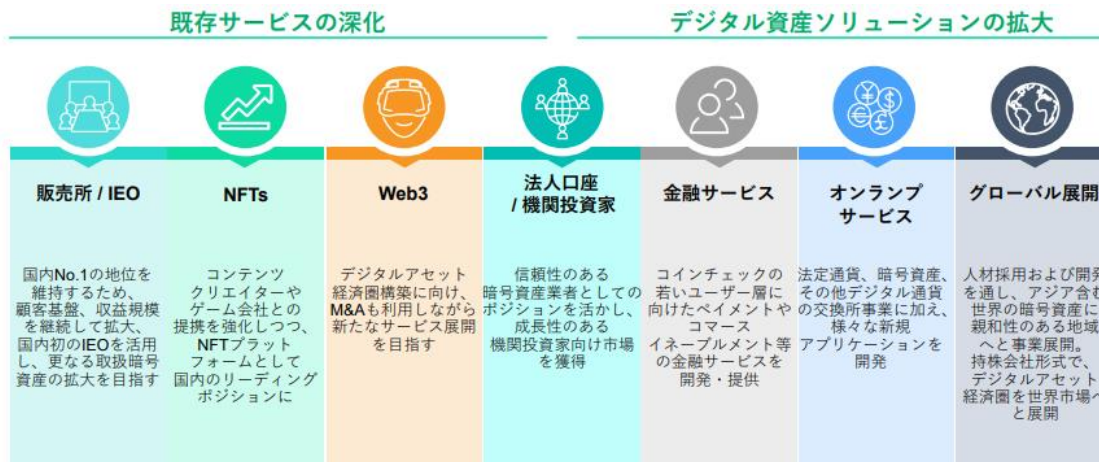 既存サービスの深化
デジタル資産ソリューションの拡大
販売所 / IEO
国内No.1の地位を
維持するため、
顧客基盤、収益規模
を継続して拡大、
国内初のIEOを活用
し、更なる取扱暗号
資産の拡大を目指す
NFTs
コンテンツ
クリエイターや
ゲーム会社との
提携を強化しつつ、
NFTプラット
フォームとして
国内のリーディング
ポジションに
Web3
デジタルアセット
経済圏構築に向け、
M&Aも利用しながら
新たなサービス展開
を目指す
法人口座
/ 機関投資家
信頼性のある
暗号資産業者としての
ポジションを活かし、
成長性のある
機関投資家向け市場
を獲得
金融サービス
コインチェックの
若いユーザー層に
向けたペイメントや
コマース
イネーブルメント等
の金融サービスを
開発・提供
オンランプ
サービス
法定通貨、暗号資産、
その他デジタル通貨
の交換所事業に加え、
様々な新規
アプリケーションを
開発
¥ $ € £
グローバル展開
人材採用および開発
を通し、アジア含む
世界の暗号資産に
親和性のある地域
へと事業展開。
持株会社形式で、
デジタルアセット
経済圏を世界市場へ
と展開